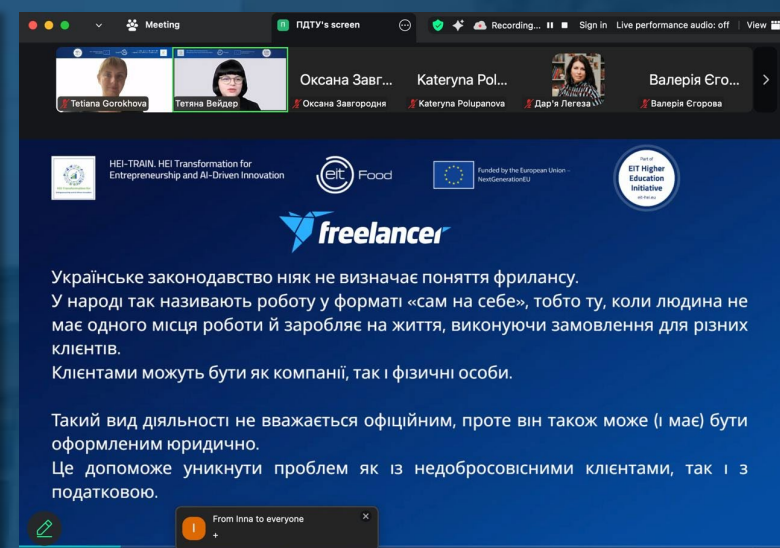 Meeting
П
ПДТУ's screen
Recording...
Sign in
Live performance audio: off
View
Tetiana Gorokhova
Тетяна Вейдер
Оксана Завг...
Оксана Завгородня
Kateryna Pol...
Kateryna Polupanova
Дар'я Легеза
Валерія Єго...
Валерія Єгорова
HEI-TRAIN. HEI Transformation for
Entrepreneurship and AI-Driven Innovation
eit Food
Funded by the European Union –
NextGenerationEU
Part of
EIT Higher
Education
Initiative
freelancer
Українське законодавство ніяк не визначає поняття фрилансу.
У народі так називають роботу у форматі «сам на себе», тобто ту, коли людина не
має одного місця роботи й заробляє на життя, виконуючи замовлення для різних
клієнтів.
Клієнтами можуть бути як компанії, так і фізичні особи.
Такий вид діяльності не вважається офіційним, проте він також може (і має) бути
оформленим юридично.
Це допоможе уникнути проблем як із недобросовісними клієнтами, так і з
податковою.
I
From Inna to everyone
+